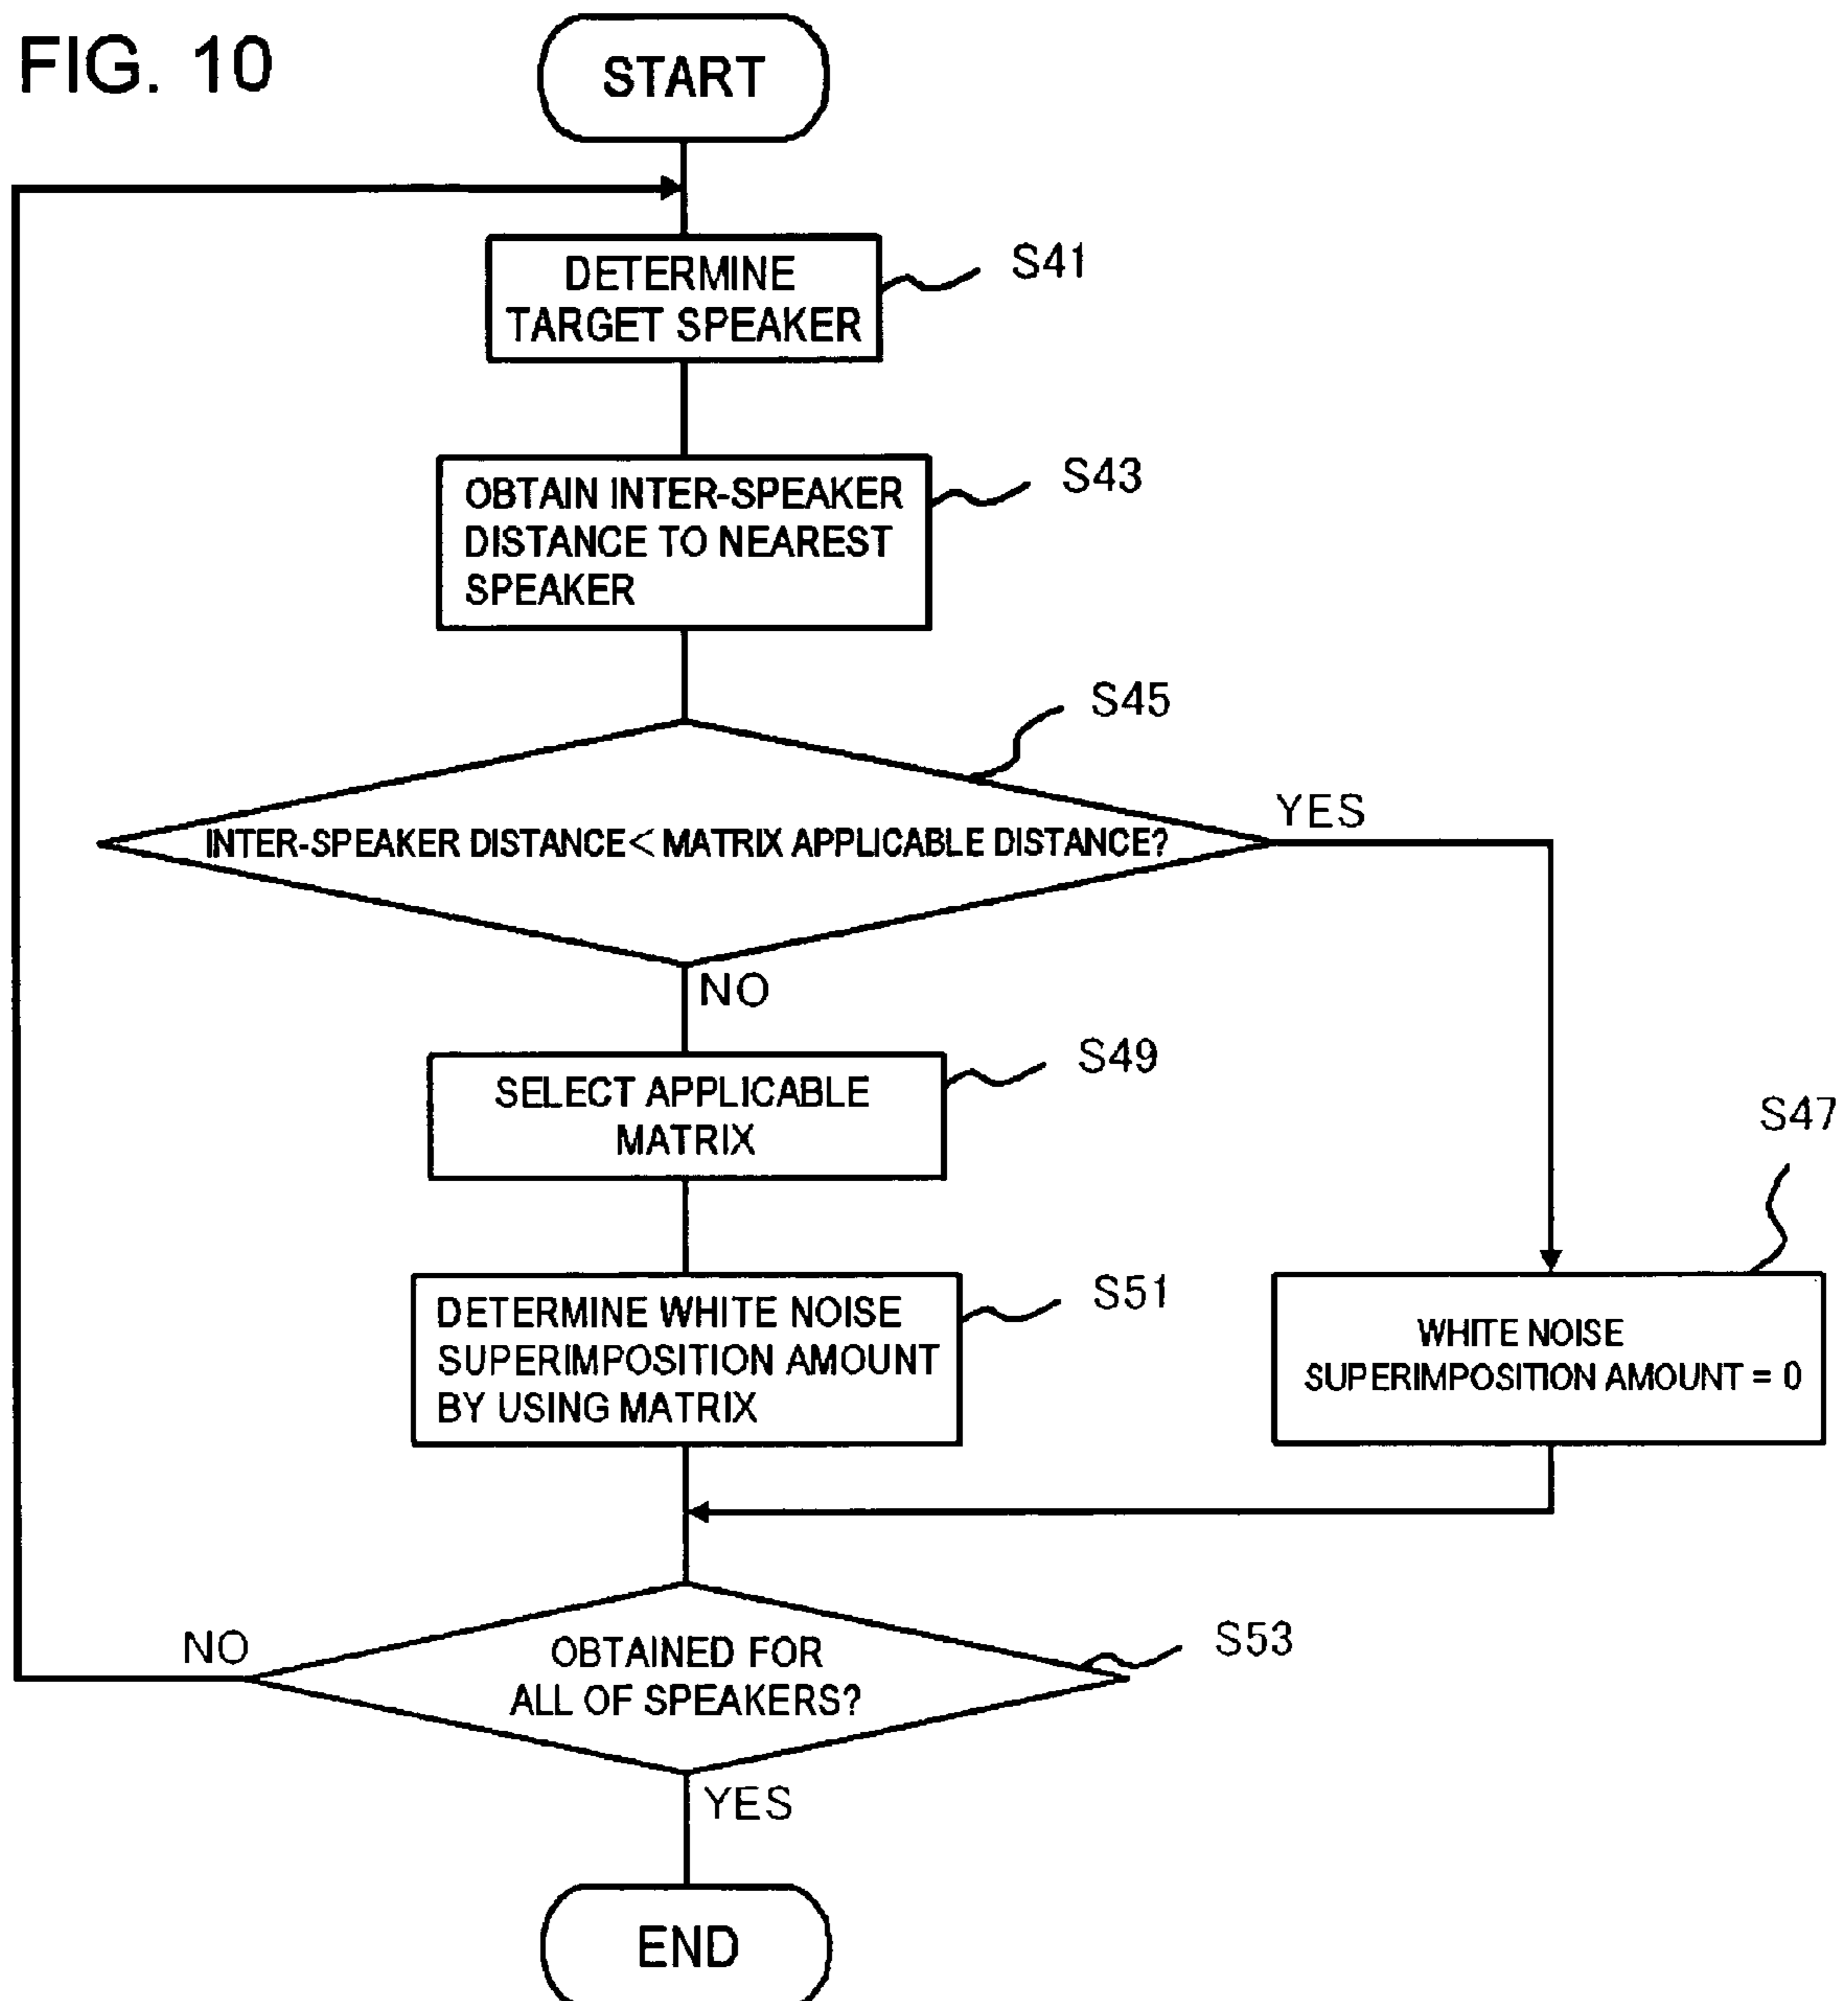 FIG. 10
START
DETERMINE
TARGET SPEAKER
S41
OBTAIN INTER-SPEAKER
DISTANCE TO NEAREST
SPEAKER
S43
S45
INTER-SPEAKER DISTANCE < MATRIX APPLICABLE DISTANCE?
YES
NO
SELECT APPLICABLE
MATRIX
S49
S47
DETERMINE WHITE NOISE
SUPERIMPOSITION AMOUNT
BY USING MATRIX
S51
WHITE NOISE
SUPERIMPOSITION AMOUNT = 0
NO
OBTAINED FOR
ALL OF SPEAKERS?
S53
YES
END